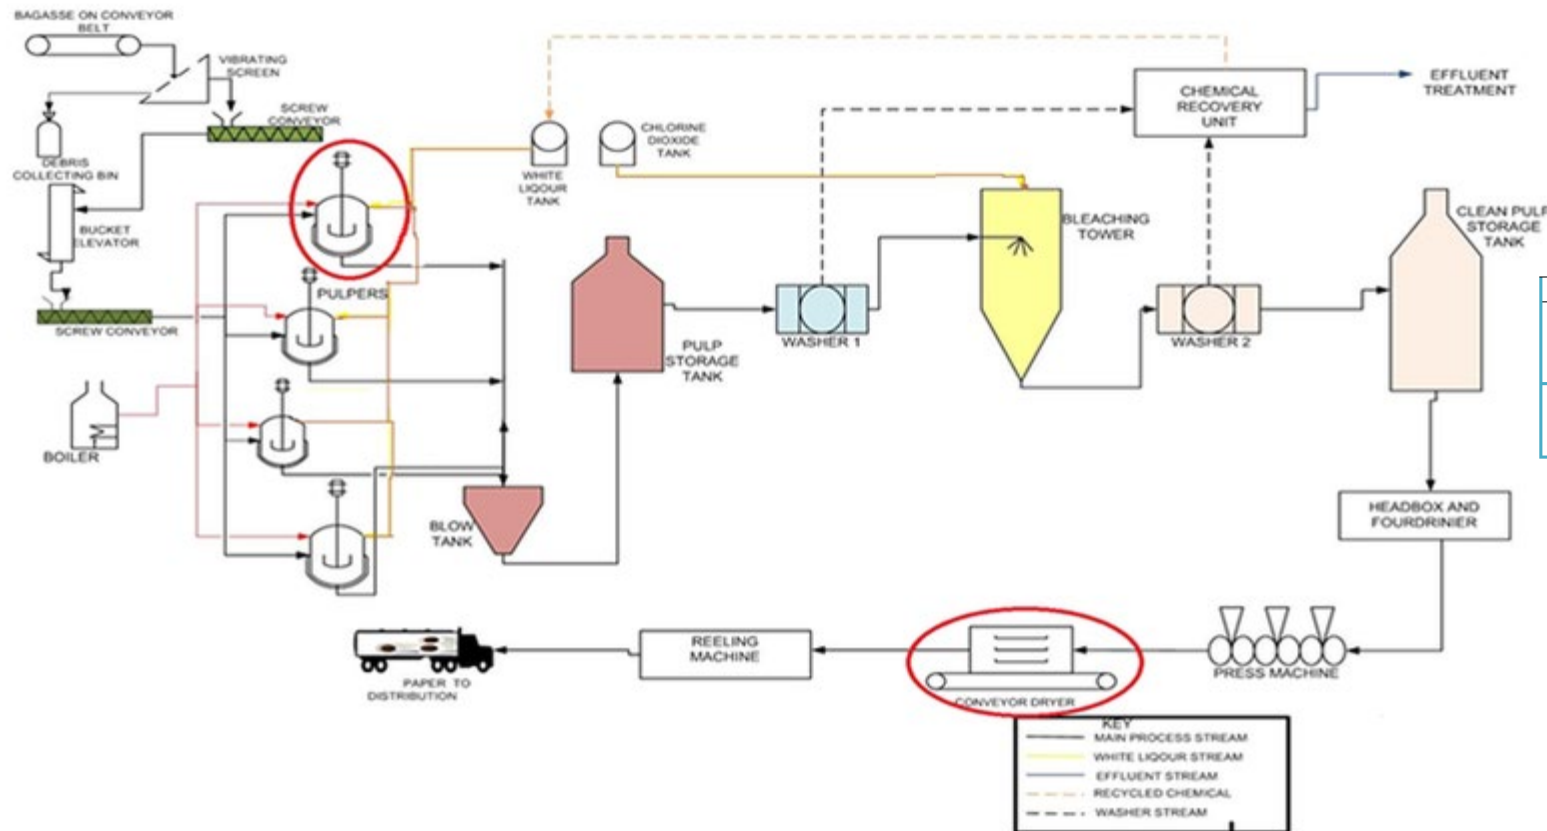 BAGASSE ON CONVEYOR
BELT
VIBRATING
SCREEN
SCREW
CONVEYOR
DEBRIS
COLLECTING BIN
BUCKET
ELEVATOR
SCREW CONVEYOR
BOILER
PULPERS
WHITE
LIQOUR
TANK
CHLORINE
DIOXIDE
TANK
CHEMICAL
RECOVERY
UNIT
EFFLUENT
TREATMENT
BLOW
TANK
PULP
STORAGE
TANK
WASHER 1
BLEACHING
TOWER
WASHER 2
CLEAN PULP
STORAGE
TANK
HEADBOX AND
FOURDRINIER
PRESS MACHINE
CONVEYOR DRYER
REELING
MACHINE
PAPER TO
DISTRIBUTION
KEY
MAIN PROCESS STREAM
WHITE LIQOUR STREAM
EFFLUENT STREAM
RECYCLED CHEMICAL
WASHER STREAM